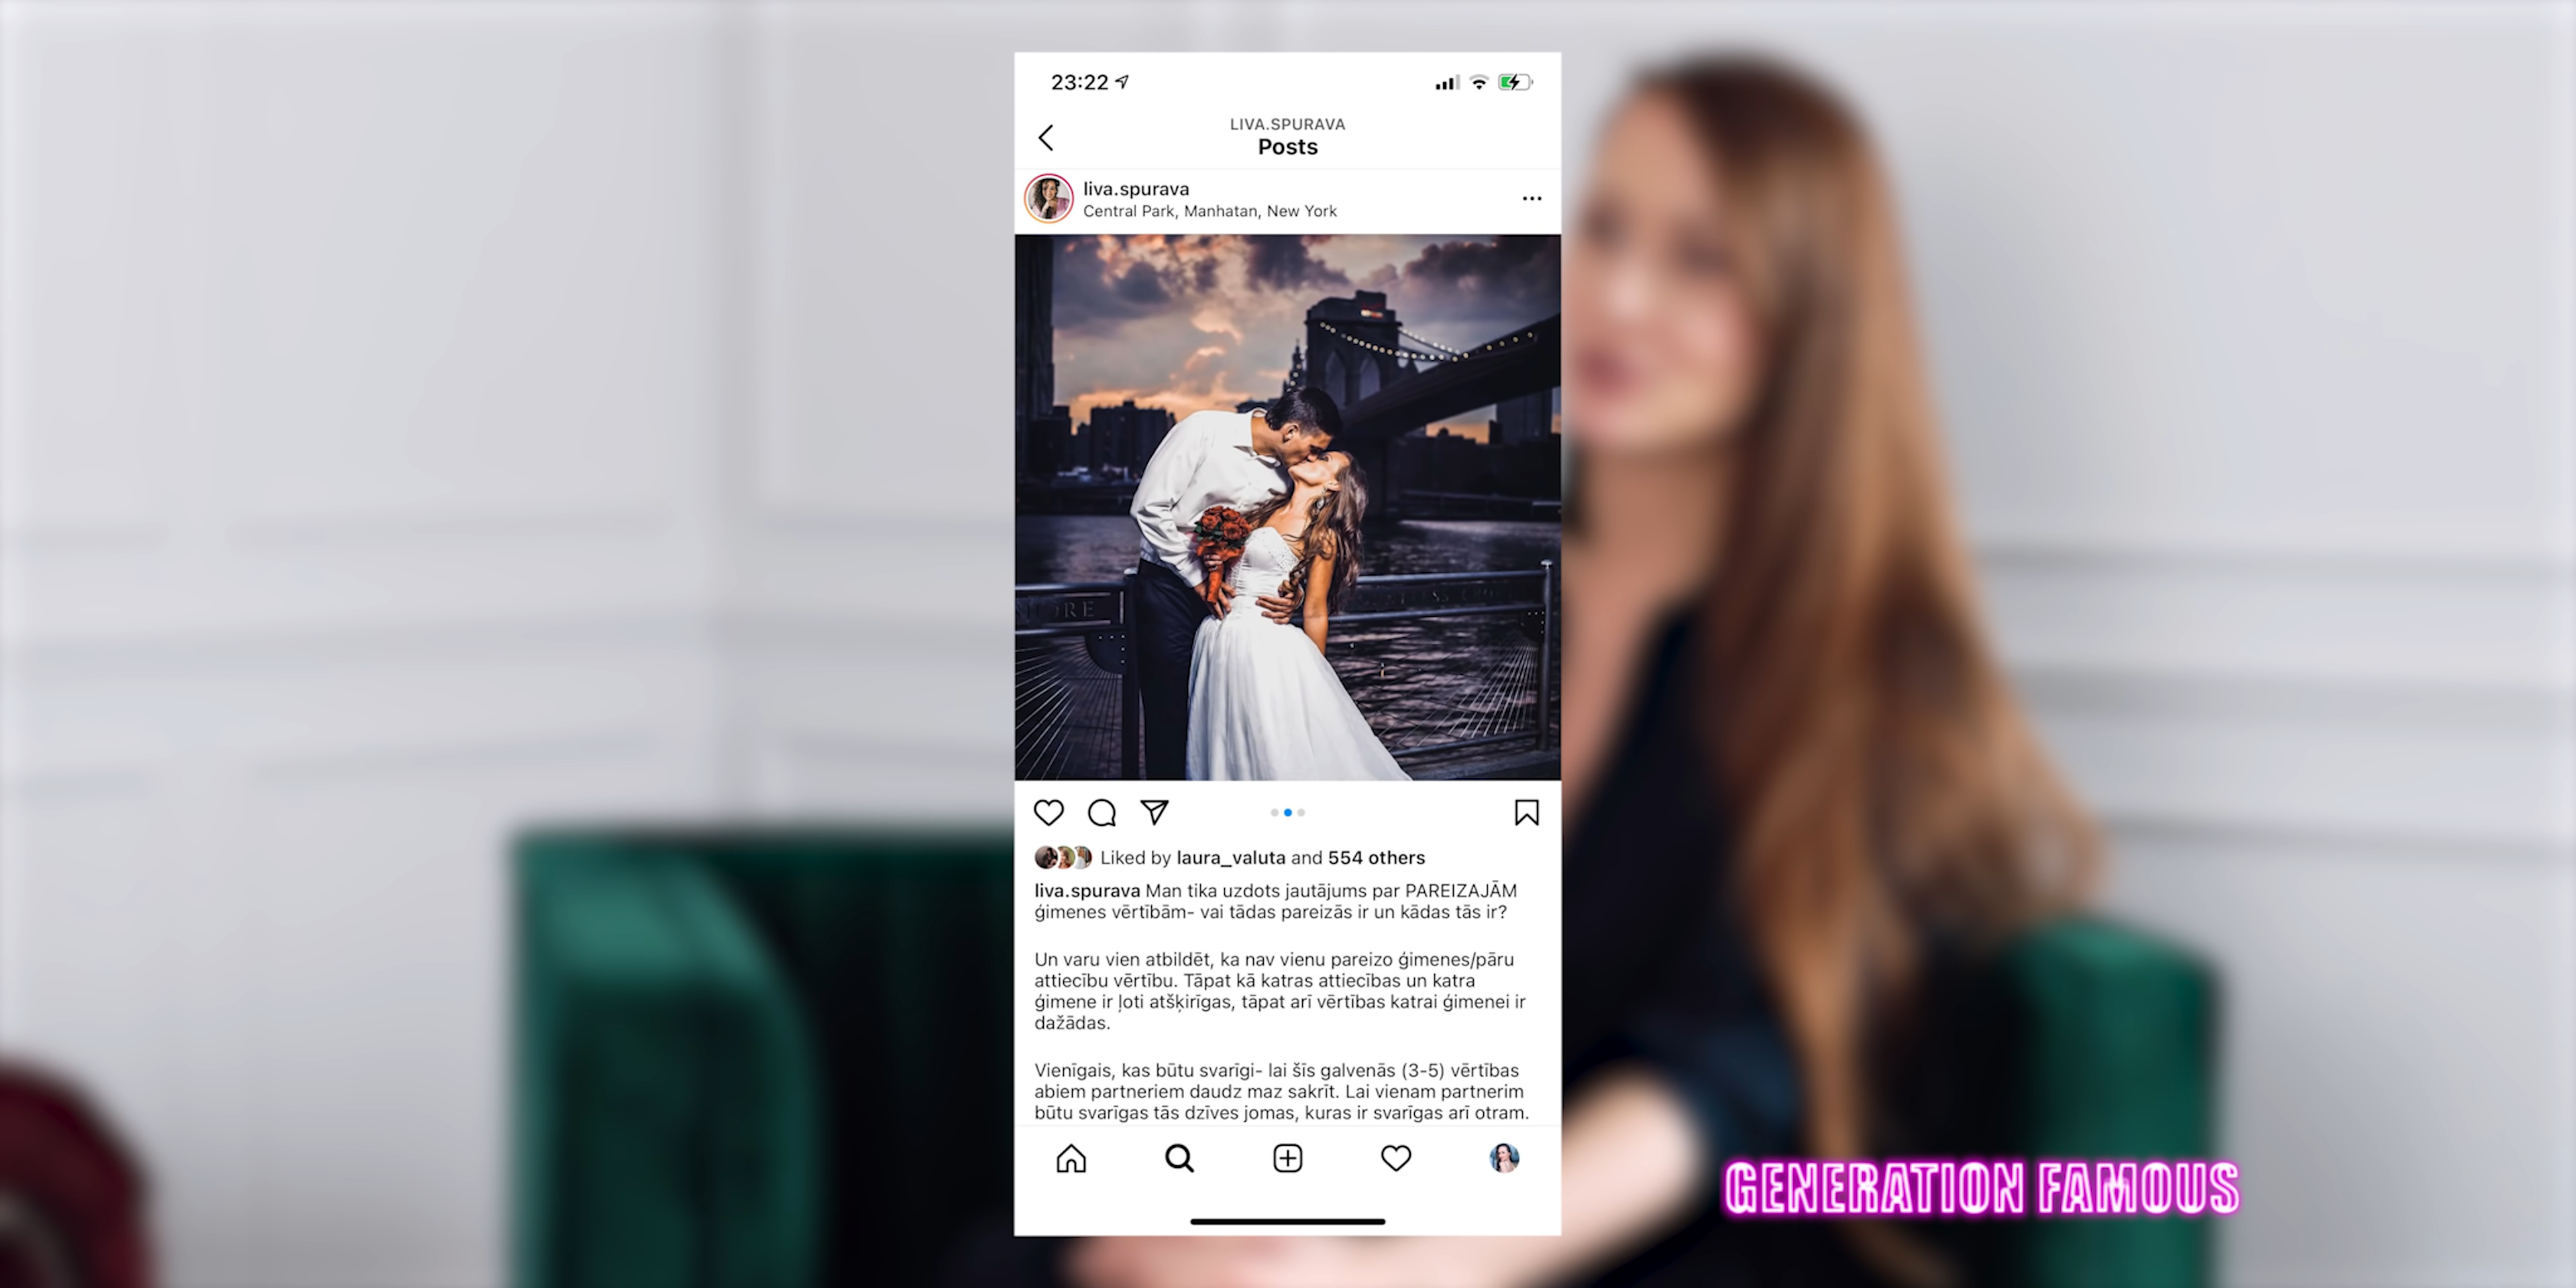 23:22
LIVA.SPURAVA
Posts
liva.spurava
Central Park, Manhatan, New York
ORE
Liked by laura_valuta and 554 others
liva.spurava Man tika uzdots jautājums par PAREIZAJĀM
ģimenes vērtībām- vai tādas pareizās ir un kādas tās ir?
Un varu vien atbildēt, ka nav vienu pareizo ģimenes/pāru
attiecību vērtību. Tāpat kā katras attiecības un katra
ģimene ir ļoti atšķirīgas, tāpat arī vērtības katrai ģimenei ir
dažādas.
Vienīgais, kas būtu svarīgi- lai šīs galvenās (3-5) vērtības
abiem partneriem daudz maz sakrīt. Lai vienam partnerim
būtu svarīgas tās dzīves jomas, kuras ir svarīgas arī otram.
GENERATION FAMOUS